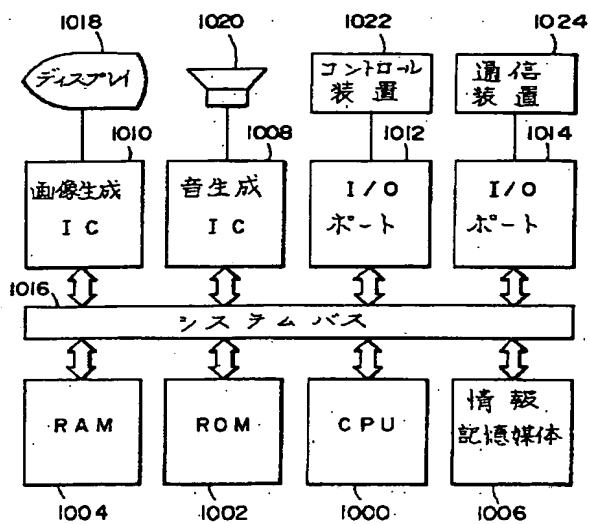 1018
1020
1022
1024
ディスプレイ
コントロール
装置
通信
装置
1010
1008
1012
1014
画像生成
IC
音生成
IC
I/O
ポート
I/O
ポート
1016
システムバス
RAM
ROM
CPU
情報
記憶媒体
1004
1002
1000
1006